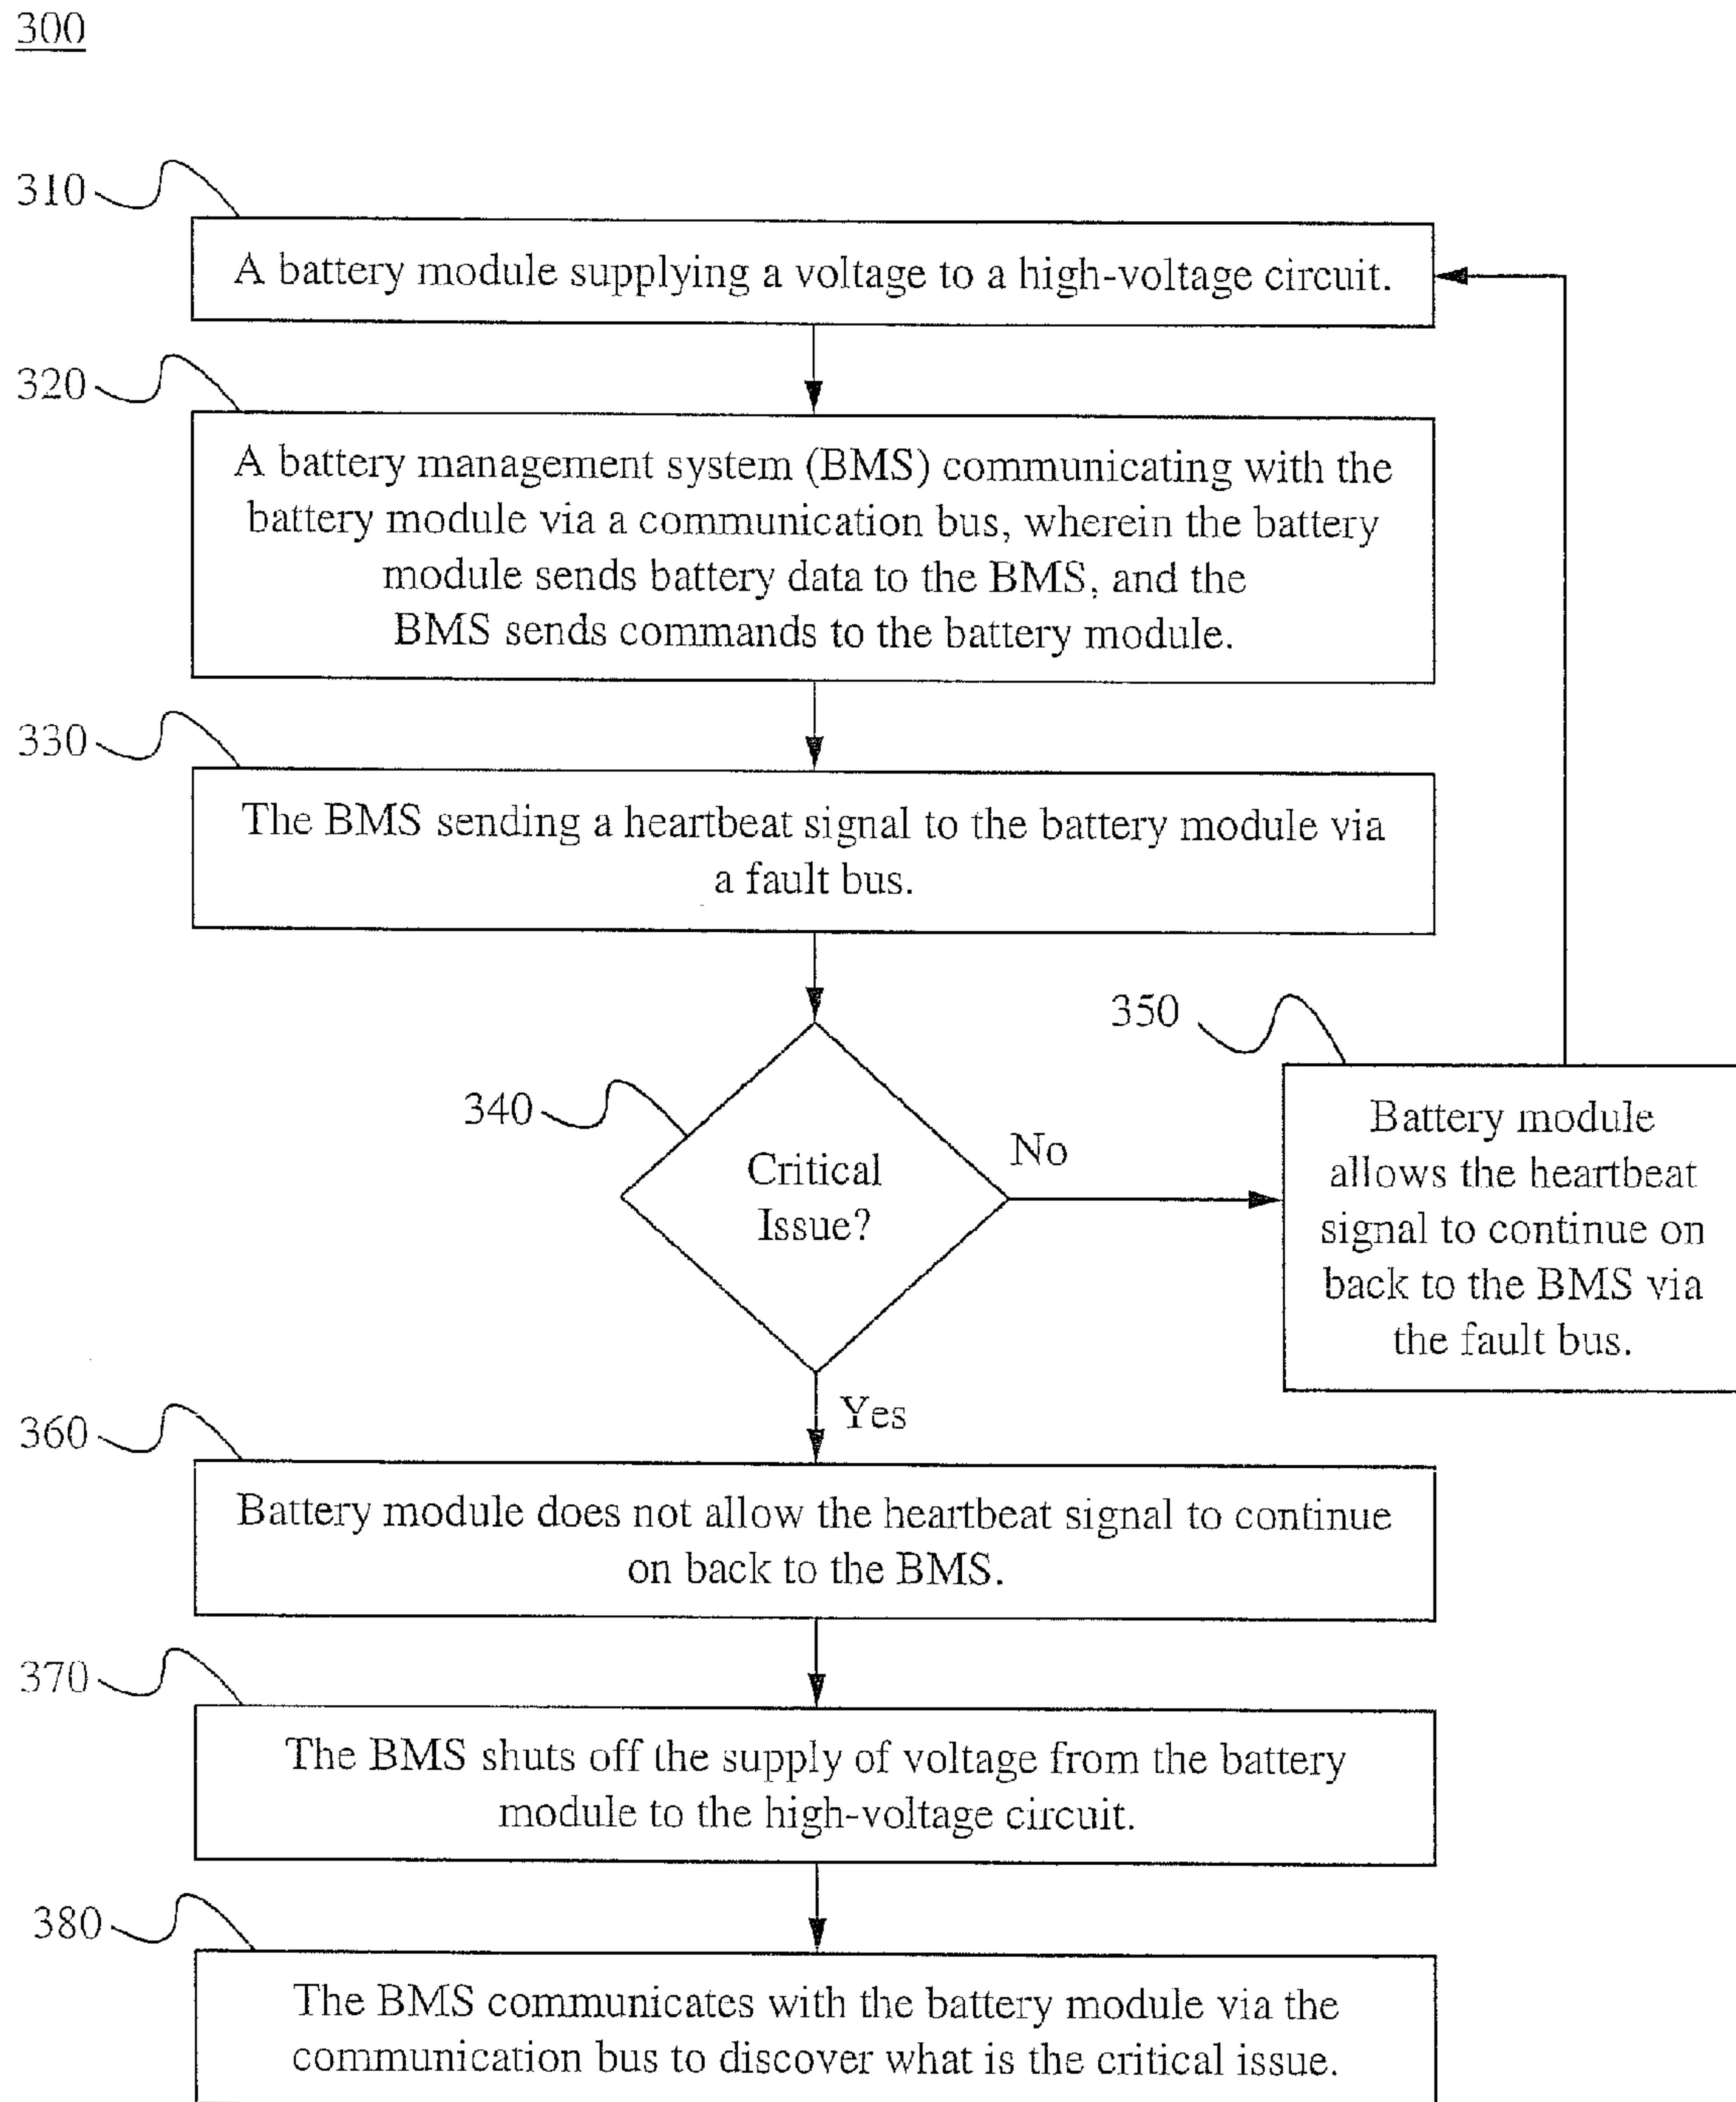 300
310
A battery module supplying a voltage to a high-voltage circuit.
320
A battery management system (BMS) communicating with the
battery module via a communication bus, wherein the battery
module sends battery data to the BMS, and the
BMS sends commands to the battery module.
330
The BMS sending a heartbeat signal to the battery module via
a fault bus.
340
Critical
Issue?
No
350
Battery module
allows the heartbeat
signal to continue on
back to the BMS via
the fault bus.
Yes
360
Battery module does not allow the heartbeat signal to continue
on back to the BMS.
370
The BMS shuts off the supply of voltage from the battery
module to the high-voltage circuit.
380
The BMS communicates with the battery module via the
communication bus to discover what is the critical issue.